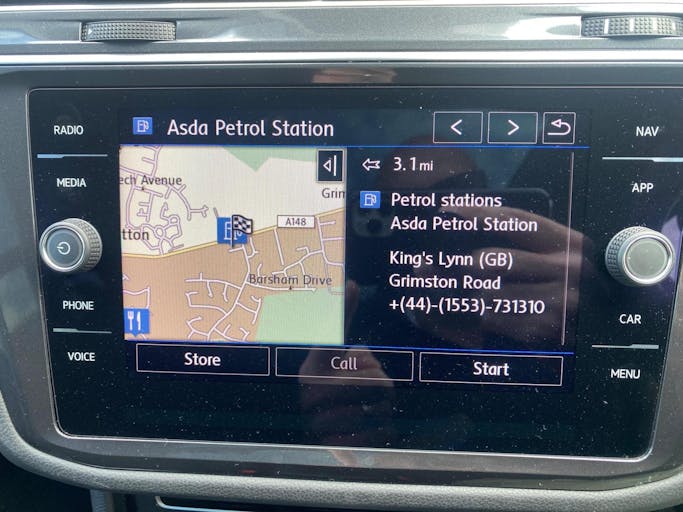 RADIO
MEDIA
PHONE
VOICE
Asda Petrol Station
ech Avenue
tton
Grim
A148
Barsham Drive
3.1 mi
Petrol stations
Asda Petrol Station
King's Lynn (GB)
Grimston Road
+(44)-(1553)-731310
Store
Call
Start
NAV
APP
CAR
MENU